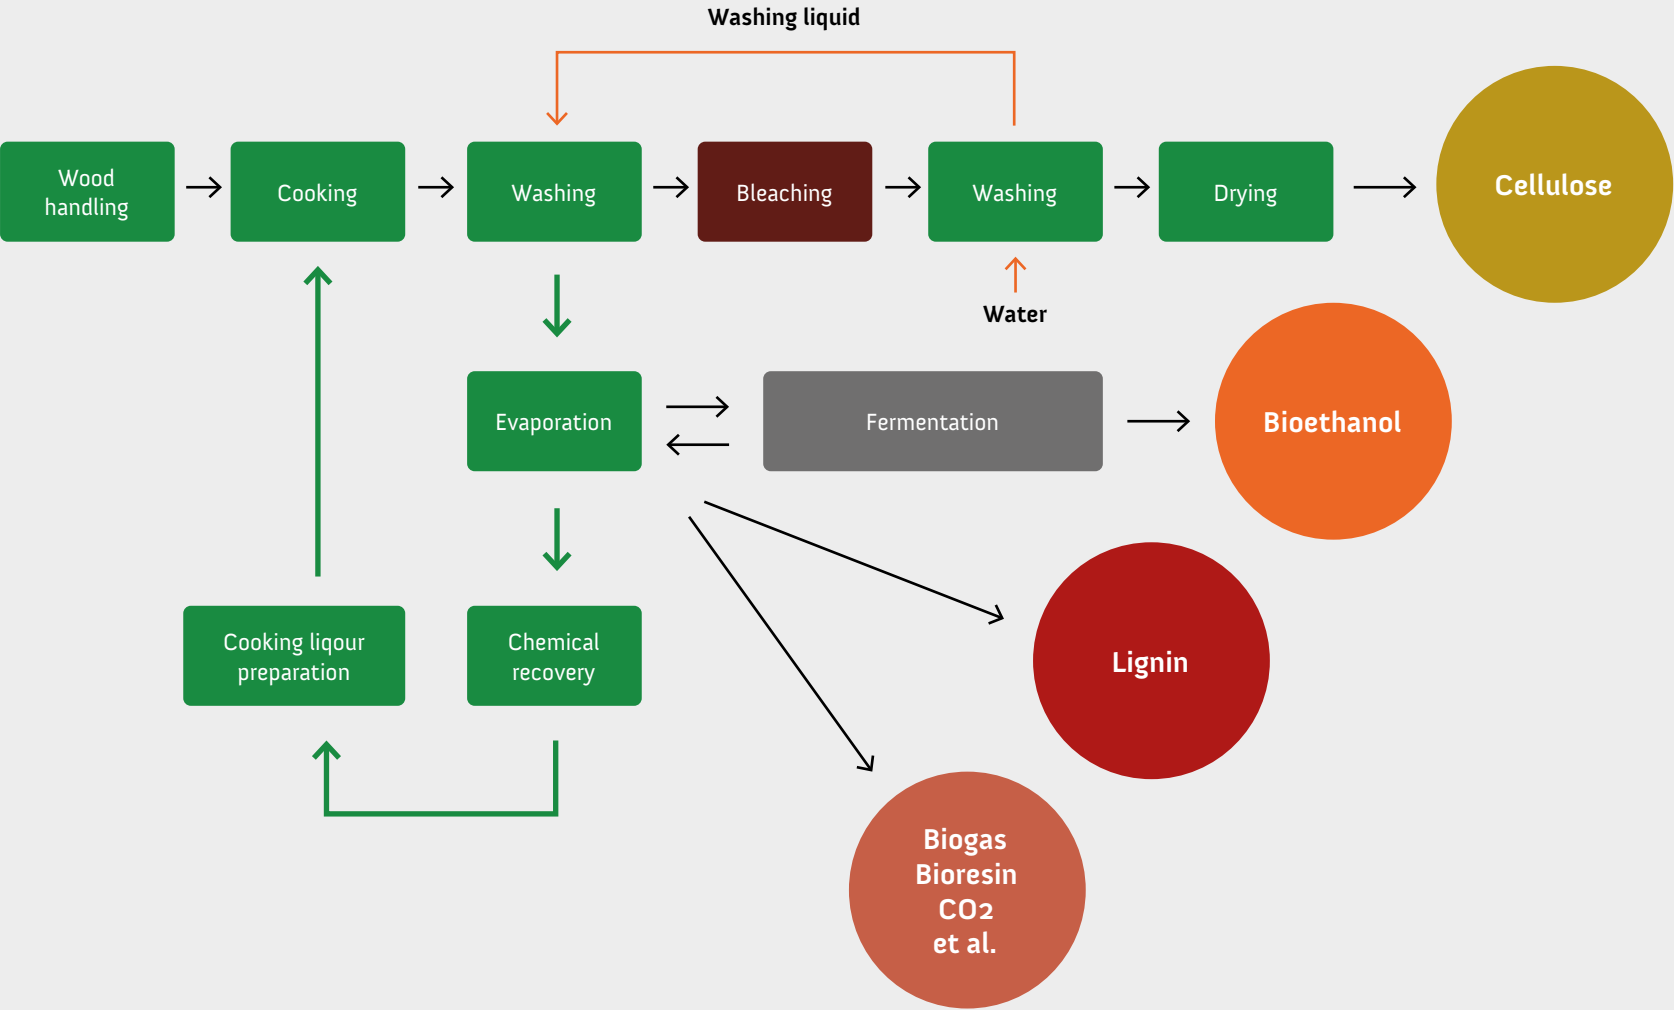 Washing liquid
Wood
handling
Cooking
Washing
Bleaching
Washing
Drying
Cellulose
Water
Evaporation
Fermentation
Bioethanol
Cooking liqour
preparation
Chemical
recovery
Lignin
Biogas
Bioresin
CO2
et al.